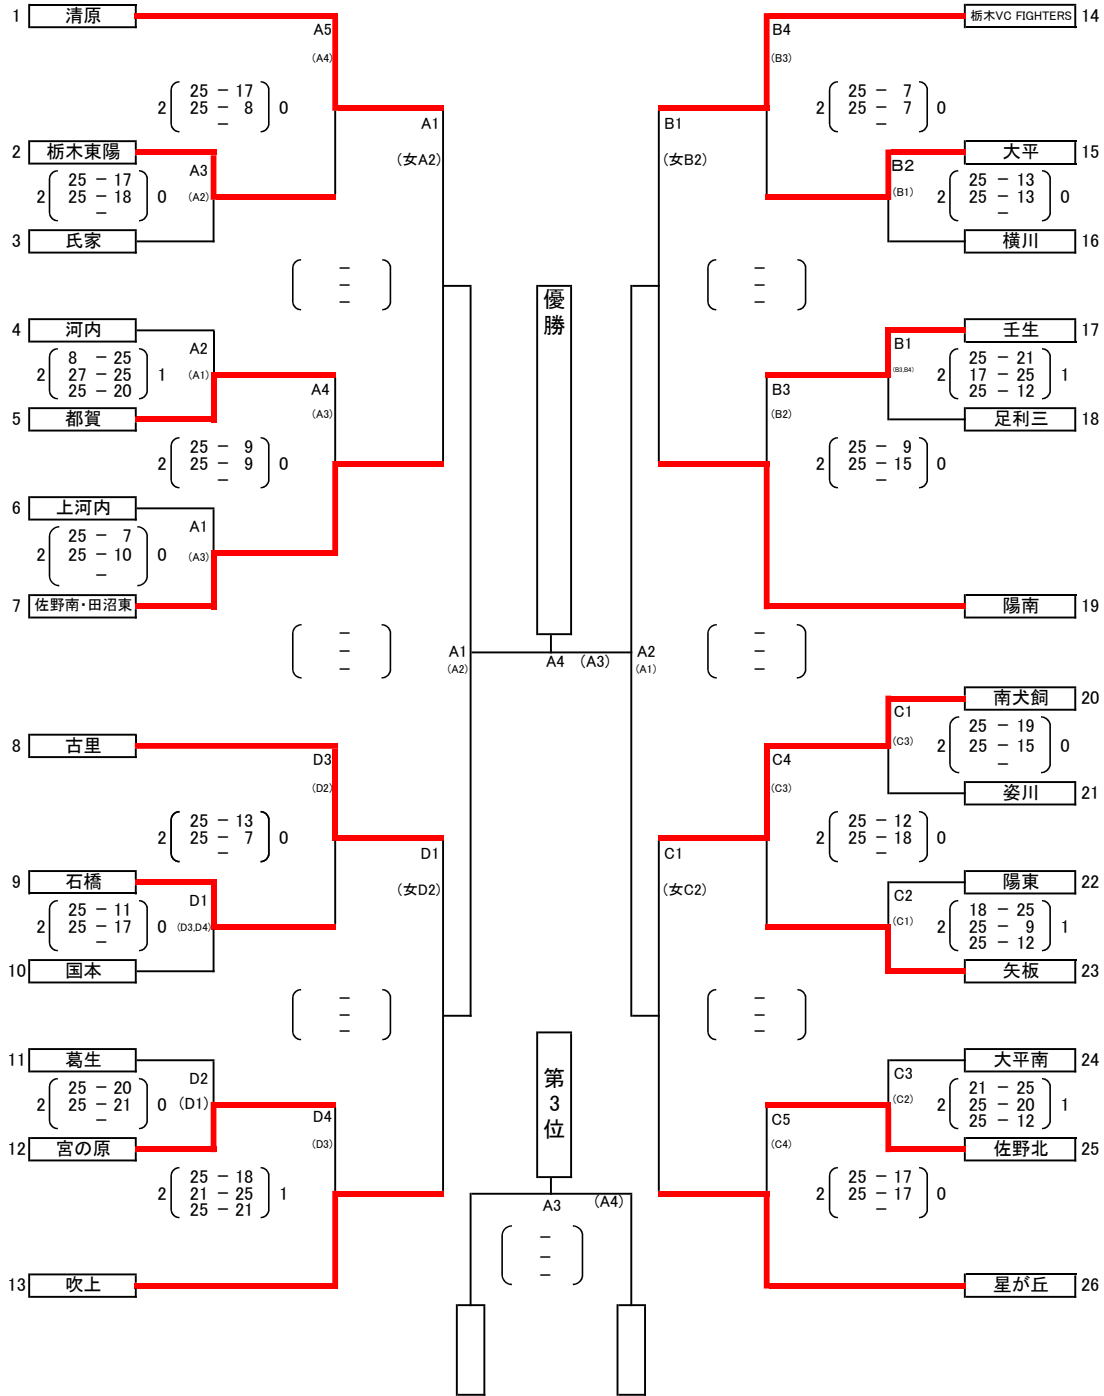 1 清原
A5
(A4)
25 － 17
2 25 － 8 0
－
A1
(女A2)
2 栃木東陽
A3
25 － 17
2 25 － 18 0 (A2)
－
3 氏家
－
－
－
4 河内
A2
8 － 25
2 27 － 25 1 (A1)
25 － 20
A4
(A3)
5 都賀
25 － 9
2 25 － 9 0
－
6 上河内
A1
25 － 7
2 25 － 10 0 (A3)
－
7 佐野南・田沼東
－
－
－
A1
(A2)
8 古里
D3
(D2)
25 － 13
2 25 － 7 0
－
D1
(女D2)
9 石橋
D1
25 － 11
2 25 － 17 0 (D3,D4)
－
10 国本
－
－
－
11 葛生
D2
25 － 20
2 25 － 21 0 (D1)
－
D4
(D3)
12 宮の原
25 － 18
2 21 － 25 1
25 － 21
13 吹上
優勝
A4 (A3)
第3位
A3 (A4)
－
－
－
栃木VC FIGHTERS 14
B4
(B3)
25 － 7
2 25 － 7 0
－
B1
(女B2)
大平 15
B2
(B1)
25 － 13
2 25 － 13 0
－
横川 16
－
－
－
壬生 17
B1
(B3,B4)
25 － 21
2 17 － 25 1
25 － 12
B3
(B2)
足利三 18
25 － 9
2 25 － 15 0
－
陽南 19
－
－
－
A2
(A1)
南犬飼 20
C1
(C3)
25 － 19
2 25 － 15 0
－
C4
(C3)
姿川 21
25 － 12
2 25 － 18 0
－
C1
(女C2)
陽東 22
C2
(C1)
18 － 25
2 25 － 9 1
25 － 12
矢板 23
－
－
－
大平南 24
C3
(C2)
21 － 25
2 25 － 20 1
25 － 12
C5
(C4)
佐野北 25
25 － 17
2 25 － 17 0
－
星が丘 26